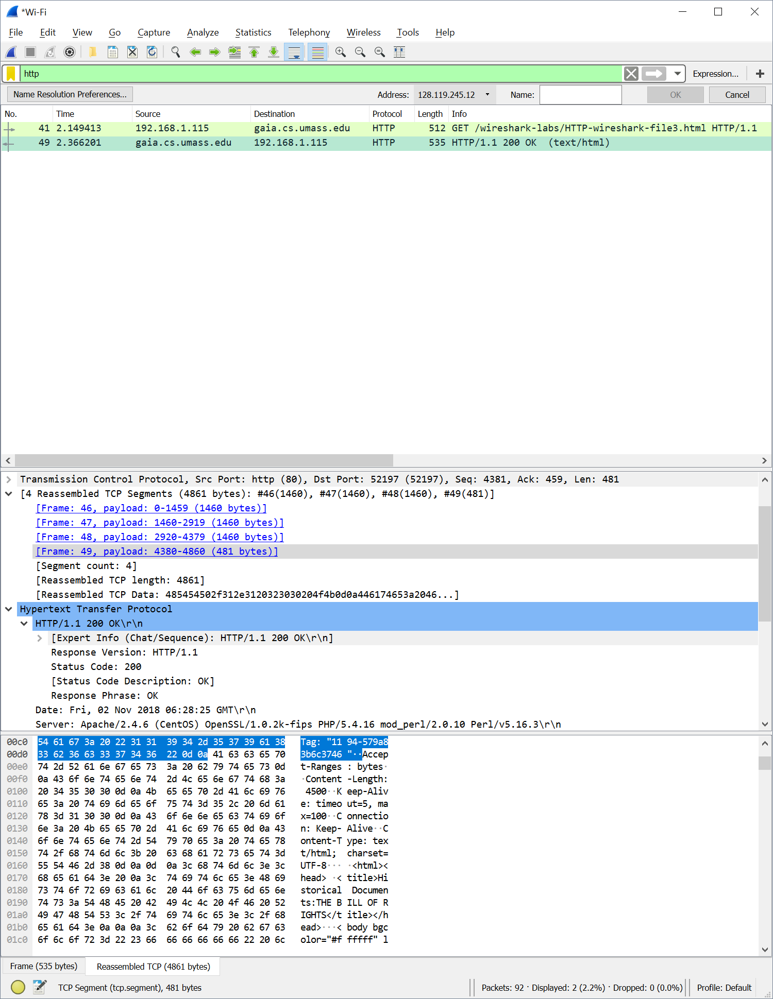 *Wi-Fi
File Edit View Go Capture Analyze Statistics Telephony Wireless Tools Help
http Expression... +
Name Resolution Preferences... Address: 128.119.245.12 Name: OK Cancel
No. Time Source Destination Protocol Length Info
41 2.149413 192.168.1.115 gaia.cs.umass.edu HTTP 512 GET /wireshark-labs/HTTP-wireshark-file3.html HTTP/1.1
49 2.366201 gaia.cs.umass.edu 192.168.1.115 HTTP 535 HTTP/1.1 200 OK (text/html)
Transmission Control Protocol, Src Port: http (80), Dst Port: 52197 (52197), Seq: 4381, Ack: 459, Len: 481
[4 Reassembled TCP Segments (4861 bytes): #46(1460), #47(1460), #48(1460), #49(481)]
[Frame: 46, payload: 0-1459 (1460 bytes)]
[Frame: 47, payload: 1460-2919 (1460 bytes)]
[Frame: 48, payload: 2920-4379 (1460 bytes)]
[Frame: 49, payload: 4380-4860 (481 bytes)]
[Segment count: 4]
[Reassembled TCP length: 4861]
[Reassembled TCP Data: 485454502f312e3120323030204f4b0d0a446174653a2046...]
Hypertext Transfer Protocol
HTTP/1.1 200 OK\r\n
[Expert Info (Chat/Sequence): HTTP/1.1 200 OK\r\n]
Response Version: HTTP/1.1
Status Code: 200
[Status Code Description: OK]
Response Phrase: OK
Date: Fri, 02 Nov 2018 06:28:25 GMT\r\n
Server: Apache/2.4.6 (CentOS) OpenSSL/1.0.2k-fips PHP/5.4.16 mod_perl/2.0.10 Perl/v5.16.3\r\n
00c0 54 61 67 3a 20 22 31 31 39 34 2d 35 37 39 61 38 Tag: "11 94-579a8
00d0 33 62 36 63 33 37 34 36 22 0d 0a 41 63 63 65 70 3b6c3746 "··Accep
00e0 74 2d 52 61 6e 67 65 73 3a 20 62 79 74 65 73 0d t-Ranges : bytes·
00f0 0a 43 6f 6e 74 65 6e 74 2d 4c 65 6e 67 74 68 3a ·Content -Length:
0100 20 34 35 30 30 0d 0a 4b 65 65 70 2d 41 6c 69 76 4500··K eep-Aliv
0110 65 3a 20 74 69 6d 65 6f 75 74 3d 35 2c 20 6d 61 e: timeo ut=5, ma
0120 78 3d 31 30 30 0d 0a 43 6f 6e 6e 65 63 74 69 6f x=100··C onnectio
0130 6e 3a 20 4b 65 65 70 2d 41 6c 69 76 65 0d 0a 43 n: Keep- Alive··C
0140 6f 6e 74 65 6e 74 2d 54 79 70 65 3a 20 74 65 78 ontent-T ype: tex
0150 74 2f 68 74 6d 6c 3b 20 63 68 61 72 73 65 74 3d t/html; charset=
0160 55 54 46 2d 38 0d 0a 0d 0a 3c 68 74 6d 6c 3e 3c UTF-8··· ·<html><
0170 68 65 61 64 3e 20 0a 3c 74 69 74 6c 65 3e 48 69 head> ·< title>Hi
0180 73 74 6f 72 69 63 61 6c 20 44 6f 63 75 6d 65 6e storical Documen
0190 74 73 3a 54 48 45 20 42 49 4c 4c 20 4f 46 20 52 ts:THE B ILL OF R
01a0 49 47 48 54 53 3c 2f 74 69 74 6c 65 3e 3c 2f 68 IGHTS</t itle></h
01b0 65 61 64 3e 0a 0a 0a 3c 62 6f 64 79 20 62 67 63 ead>···< body bgc
01c0 6f 6c 6f 72 3d 22 23 66 66 66 66 66 66 22 20 6c olor="#f fffff" l
Frame (535 bytes) Reassembled TCP (4861 bytes)
TCP Segment (tcp.segment), 481 bytes Packets: 92 · Displayed: 2 (2.2%) · Dropped: 0 (0.0%) Profile: Default